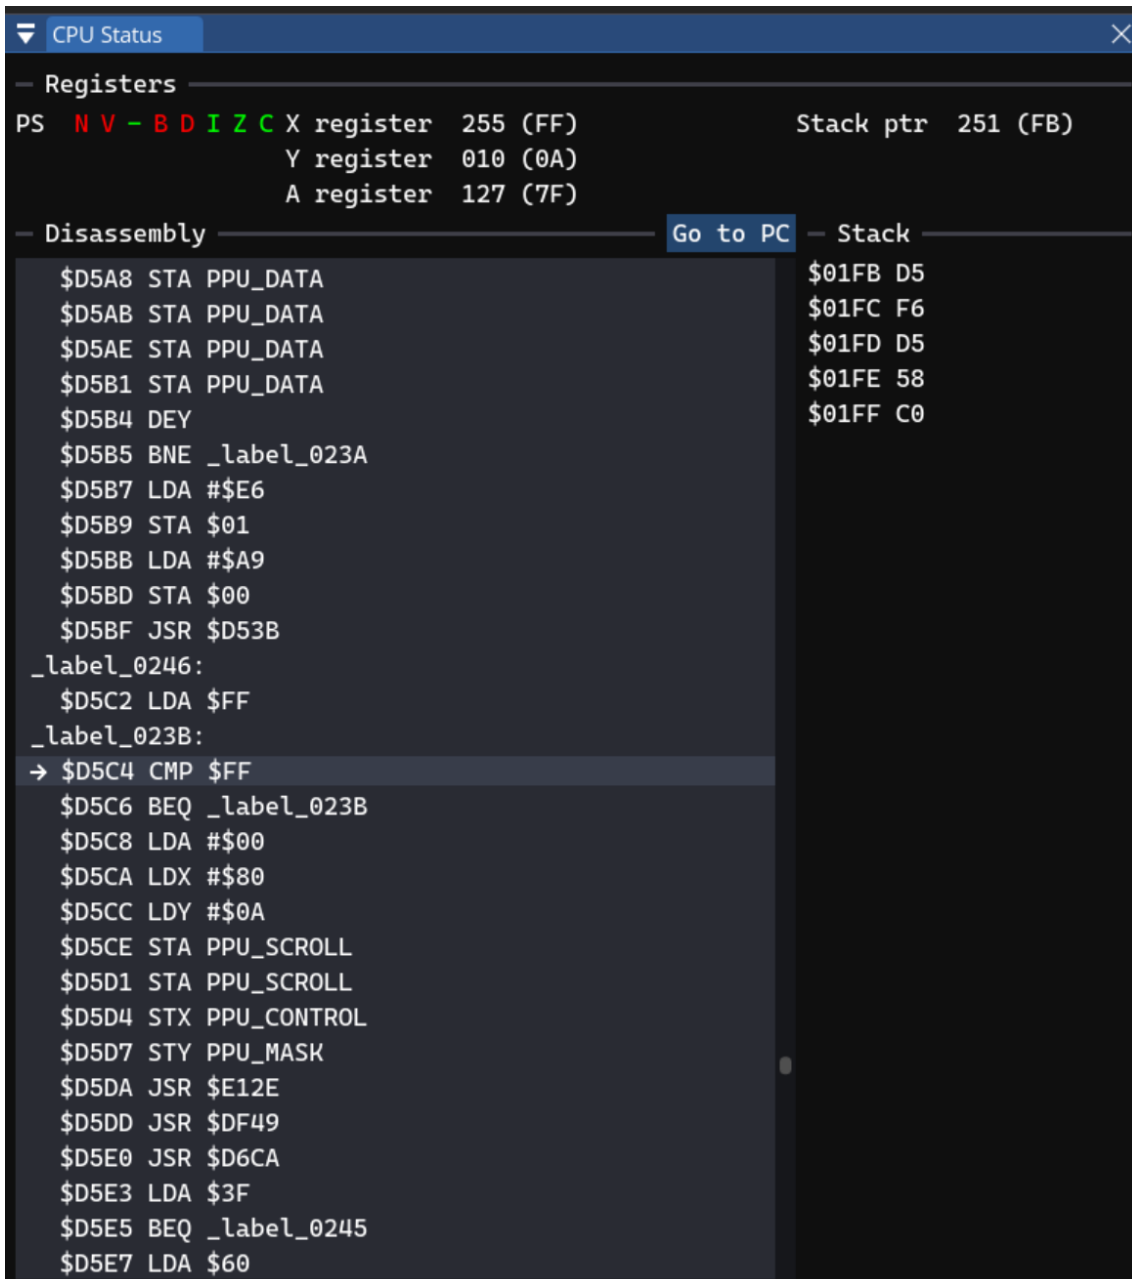 CPU Status
Registers
PS N V - B D I Z C X register 255 (FF) Stack ptr 251 (FB)
Y register 010 (0A)
A register 127 (7F)
Disassembly Go to PC Stack
$D5A8 STA PPU_DATA $01FB D5
$D5AB STA PPU_DATA $01FC F6
$D5AE STA PPU_DATA $01FD D5
$D5B1 STA PPU_DATA $01FE 58
$D5B4 DEY $01FF C0
$D5B5 BNE _label_023A
$D5B7 LDA #$E6
$D5B9 STA $01
$D5BB LDA #$A9
$D5BD STA $00
$D5BF JSR $D53B
_label_0246:
$D5C2 LDA $FF
_label_023B:
→ $D5C4 CMP $FF
$D5C6 BEQ _label_023B
$D5C8 LDA #$00
$D5CA LDX #$80
$D5CC LDY #$0A
$D5CE STA PPU_SCROLL
$D5D1 STA PPU_SCROLL
$D5D4 STX PPU_CONTROL
$D5D7 STY PPU_MASK
$D5DA JSR $E12E
$D5DD JSR $DF49
$D5E0 JSR $D6CA
$D5E3 LDA $3F
$D5E5 BEQ _label_0245
$D5E7 LDA $60